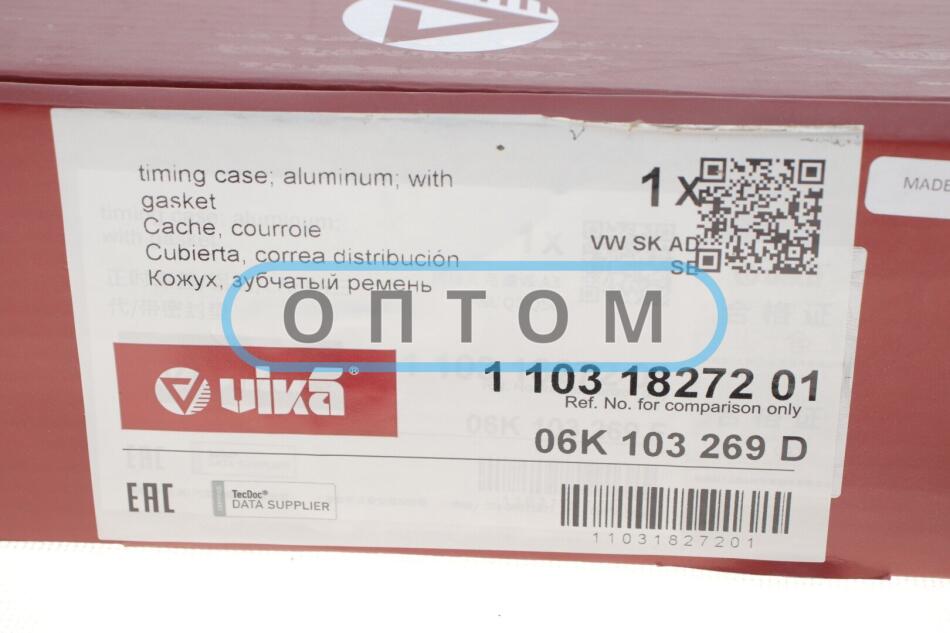 timing case; aluminum; with
gasket
Cache, courroie
Cubierta, correa distribución
Кожух, зубчатый ремень
1 x
VW SK AD
SE
MADE
ОПТОМ
vika®
1 103 18272 01
Ref. No. for comparison only
06K 103 269 D
EAC
TecDoc®
DATA SUPPLIER
11031827201